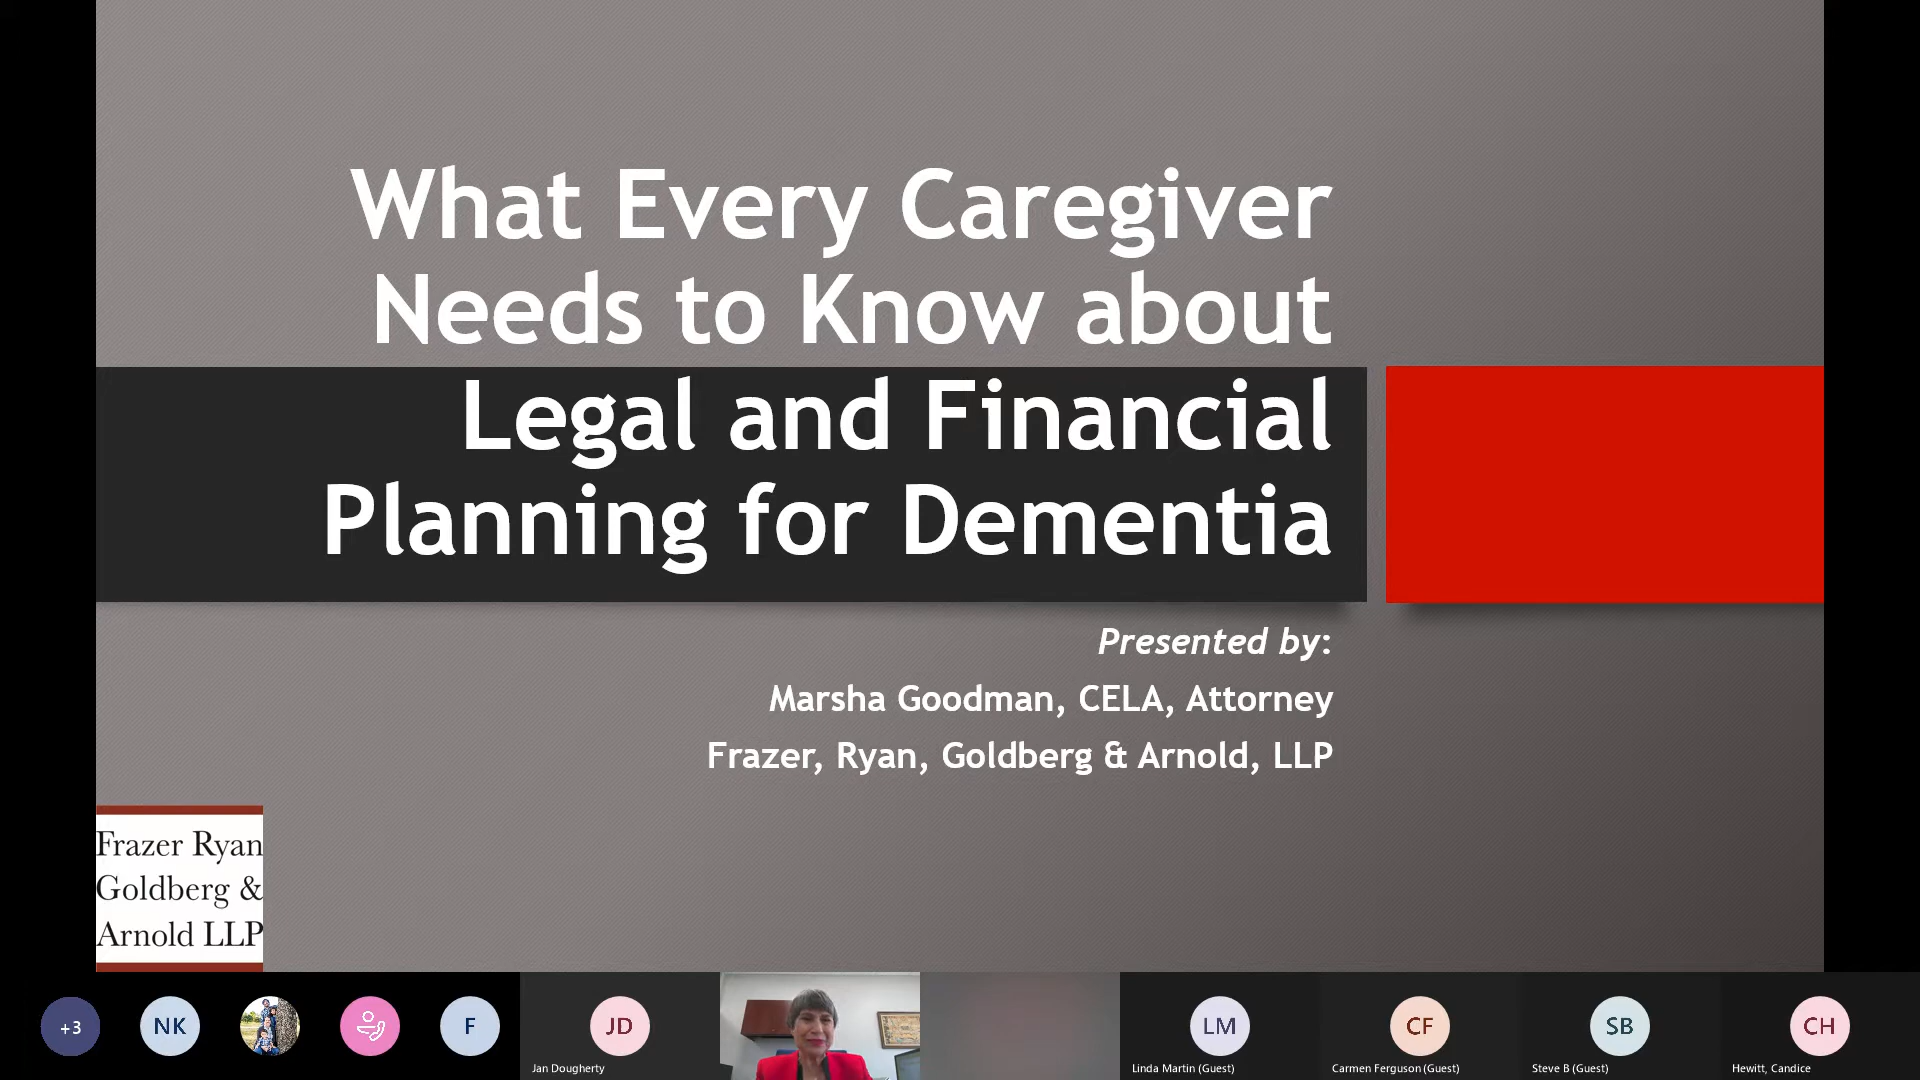 What Every Caregiver
Needs to Know about
Legal and Financial
Planning for Dementia
Presented by:
Marsha Goodman, CELA, Attorney
Frazer, Ryan, Goldberg & Arnold, LLP
Frazer Ryan
Goldberg &
Arnold LLP
+3
NK
F
JD
Jan Dougherty
LM
Linda Martin (Guest)
CF
Carmen Ferguson (Guest)
SB
Steve B (Guest)
CH
Hewitt, Candice